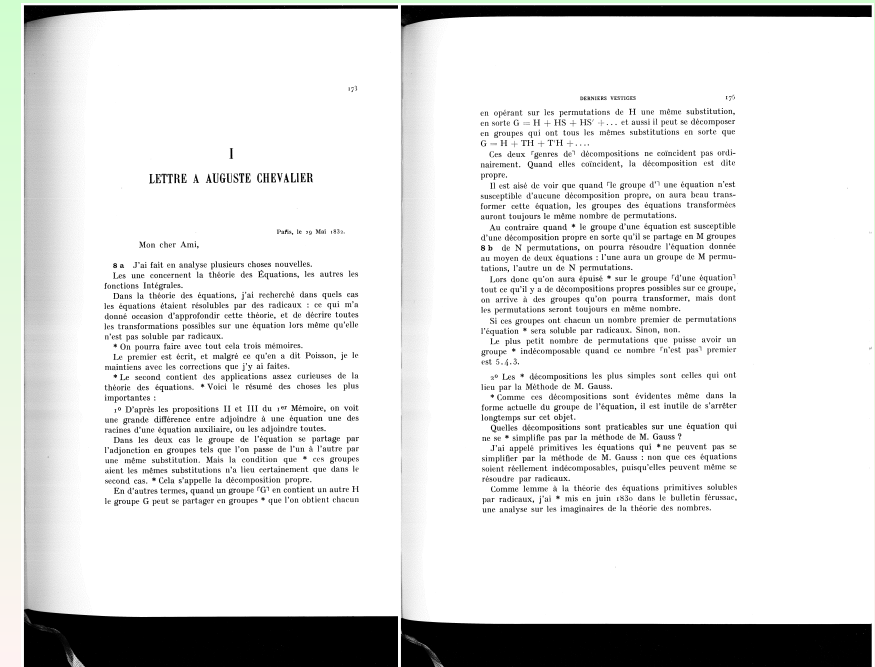 173
I
LETTRE A AUGUSTE CHEVALIER
Paris, le 29 Mai 1832.
Mon cher Ami,
8 a J'ai fait en analyse plusieurs choses nouvelles.
Les une concernent la théorie des Équations, les autres les
fonctions Intégrales.
Dans la théorie des équations, j'ai recherché dans quels cas
les équations étaient résolubles par des radicaux : ce qui m'a
donné occasion d'approfondir cette théorie, et de décrire toutes
les transformations possibles sur une équation lors même qu'elle
n'est pas soluble par radicaux.
* On pourra faire avec tout cela trois mémoires.
Le premier est écrit, et malgré ce qu'en a dit Poisson, je le
maintiens avec les corrections que j'y ai faites.
* Le second contient des applications assez curieuses de la
théorie des équations. * Voici le résumé des choses les plus
importantes :
1º D'après les propositions II et III du 1er Mémoire, on voit
une grande différence entre adjoindre à une équation une des
racines d'une équation auxiliaire, ou les adjoindre toutes.
Dans les deux cas le groupe de l'équation se partage par
l'adjonction en groupes tels que l'on passe de l'un à l'autre par
une même substitution. Mais la condition que * ces groupes
aient les mêmes substitutions n'a lieu certainement que dans le
second cas. * Cela s'appelle la décomposition propre.
En d'autres termes, quand un groupe ⌜G⌝ en contient un autre H
le groupe G peut se partager en groupes * que l'on obtient chacun
DERNIERS VESTIGES 175
en opérant sur les permutations de H une même substitution,
en sorte G = H + HS + HS' + ... et aussi il peut se décomposer
en groupes qui ont tous les mêmes substitutions en sorte que
G = H + TH + T'H + ....
Ces deux ⌜genres de⌝ décompositions ne coïncident pas ordi-
nairement. Quand elles coïncident, la décomposition est dite
propre.
Il est aisé de voir que quand ⌜le groupe d'⌝ une équation n'est
susceptible d'aucune décomposition propre, on aura beau trans-
former cette équation, les groupes des équations transformées
auront toujours le même nombre de permutations.
Au contraire quand * le groupe d'une équation est susceptible
d'une décomposition propre en sorte qu'il se partage en M groupes
8 b de N permutations, on pourra résoudre l'équation donnée
au moyen de deux équations : l'une aura un groupe de M permu-
tations, l'autre un de N permutations.
Lors donc qu'on aura épuisé * sur le groupe ⌜d'une équation⌝
tout ce qu'il y a de décompositions propres possibles sur ce groupe,
on arrive à des groupes qu'on pourra transformer, mais dont
les permutations seront toujours en même nombre.
Si ces groupes ont chacun un nombre premier de permutations
l'équation * sera soluble par radicaux. Sinon, non.
Le plus petit nombre de permutations que puisse avoir un
groupe * indécomposable quand ce nombre ⌜n'est pas⌝ premier
est 5.4.3.
2º Les * décompositions les plus simples sont celles qui ont
lieu par la Méthode de M. Gauss.
* Comme ces décompositions sont évidentes même dans la
forme actuelle du groupe de l'équation, il est inutile de s'arrêter
longtemps sur cet objet.
Quelles décompositions sont praticables sur une équation qui
ne se * simplifie pas par la méthode de M. Gauss ?
J'ai appelé primitives les équations qui * ne peuvent pas se
simplifier par la méthode de M. Gauss : non que ces équations
soient réellement indécomposables, puisqu'elles peuvent même se
résoudre par radicaux.
Comme lemme à la théorie des équations primitives solubles
par radicaux, j'ai * mis en juin 1830 dans le bulletin férussac,
une analyse sur les imaginaires de la théorie des nombres.